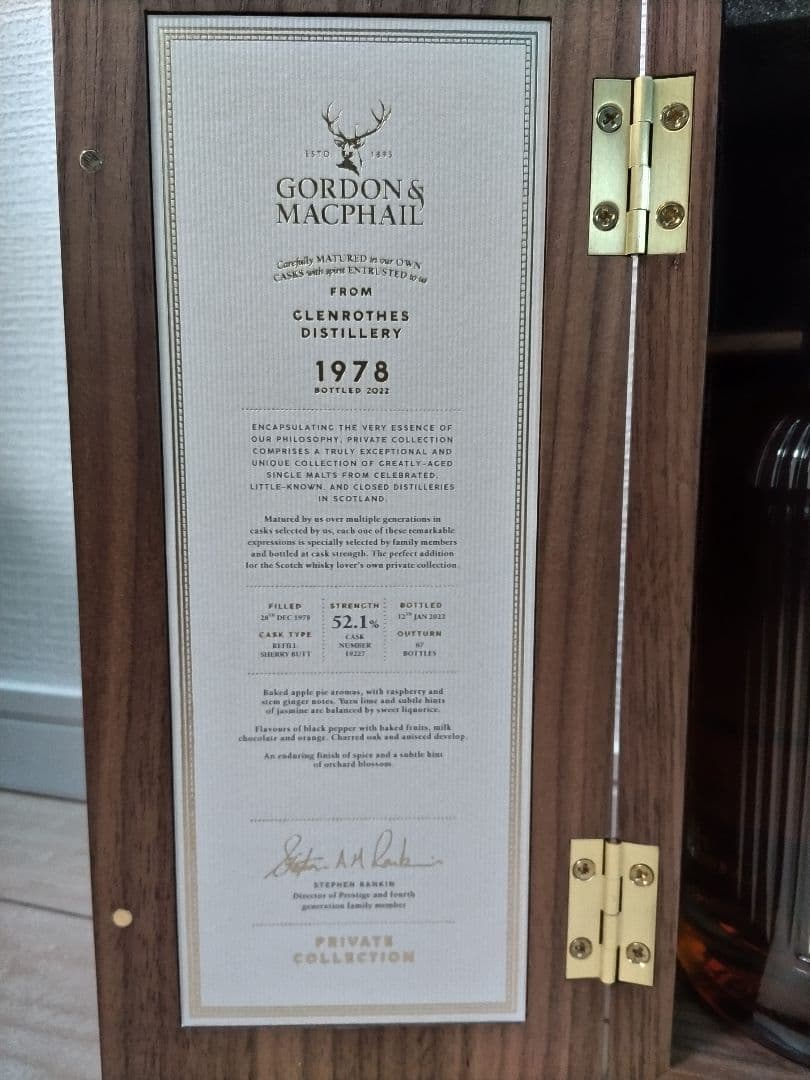 ESTD 1895
GORDON &
MACPHAIL
Carefully MATURED in our OWN
CASKS with spirit ENTRUSTED to us
FROM
GLENROTHES
DISTILLERY
1978
BOTTLED 2022
ENCAPSULATING THE VERY ESSENCE OF
OUR PHILOSOPHY, PRIVATE COLLECTION
COMPRISES A TRULY EXCEPTIONAL AND
UNIQUE COLLECTION OF GREATLY-AGED
SINGLE MALTS FROM CELEBRATED,
LITTLE-KNOWN, AND CLOSED DISTILLERIES
IN SCOTLAND.
Matured by us over multiple generations in
casks selected by us, each one of these remarkable
expressions is specially selected by family members
and bottled at cask strength. The perfect addition
for the Scotch whisky lover's own private collection.
FILLED
28TH DEC 1978
CASK TYPE
REFILL
SHERRY BUTT
STRENGTH
52.1%
CASK
NUMBER
19227
BOTTLED
12TH JAN 2022
OUTTURN
67
BOTTLES
Baked apple pie aromas, with raspberry and
stem ginger notes. Yuzu lime and subtle hints
of jasmine are balanced by sweet liquorice.
Flavours of black pepper with baked fruits, milk
chocolate and orange. Charred oak and aniseed develop.
An enduring finish of spice and a subtle hint
of orchard blossom.
Stephen A M Rankin
STEPHEN RANKIN
Director of Prestige and fourth
generation family member
PRIVATE
COLLECTION